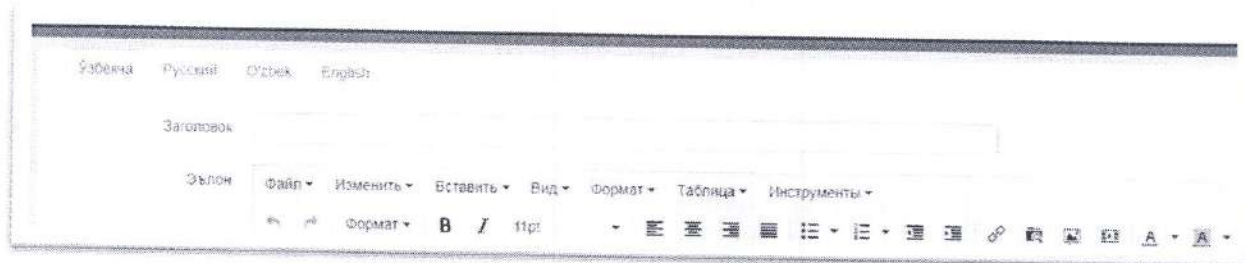 Ўзбекча Русский O'zbek English
Заголовок
Эълон Файл Изменить Вставить Вид Формат Таблица Инструменты
Формат B I 11pt A A